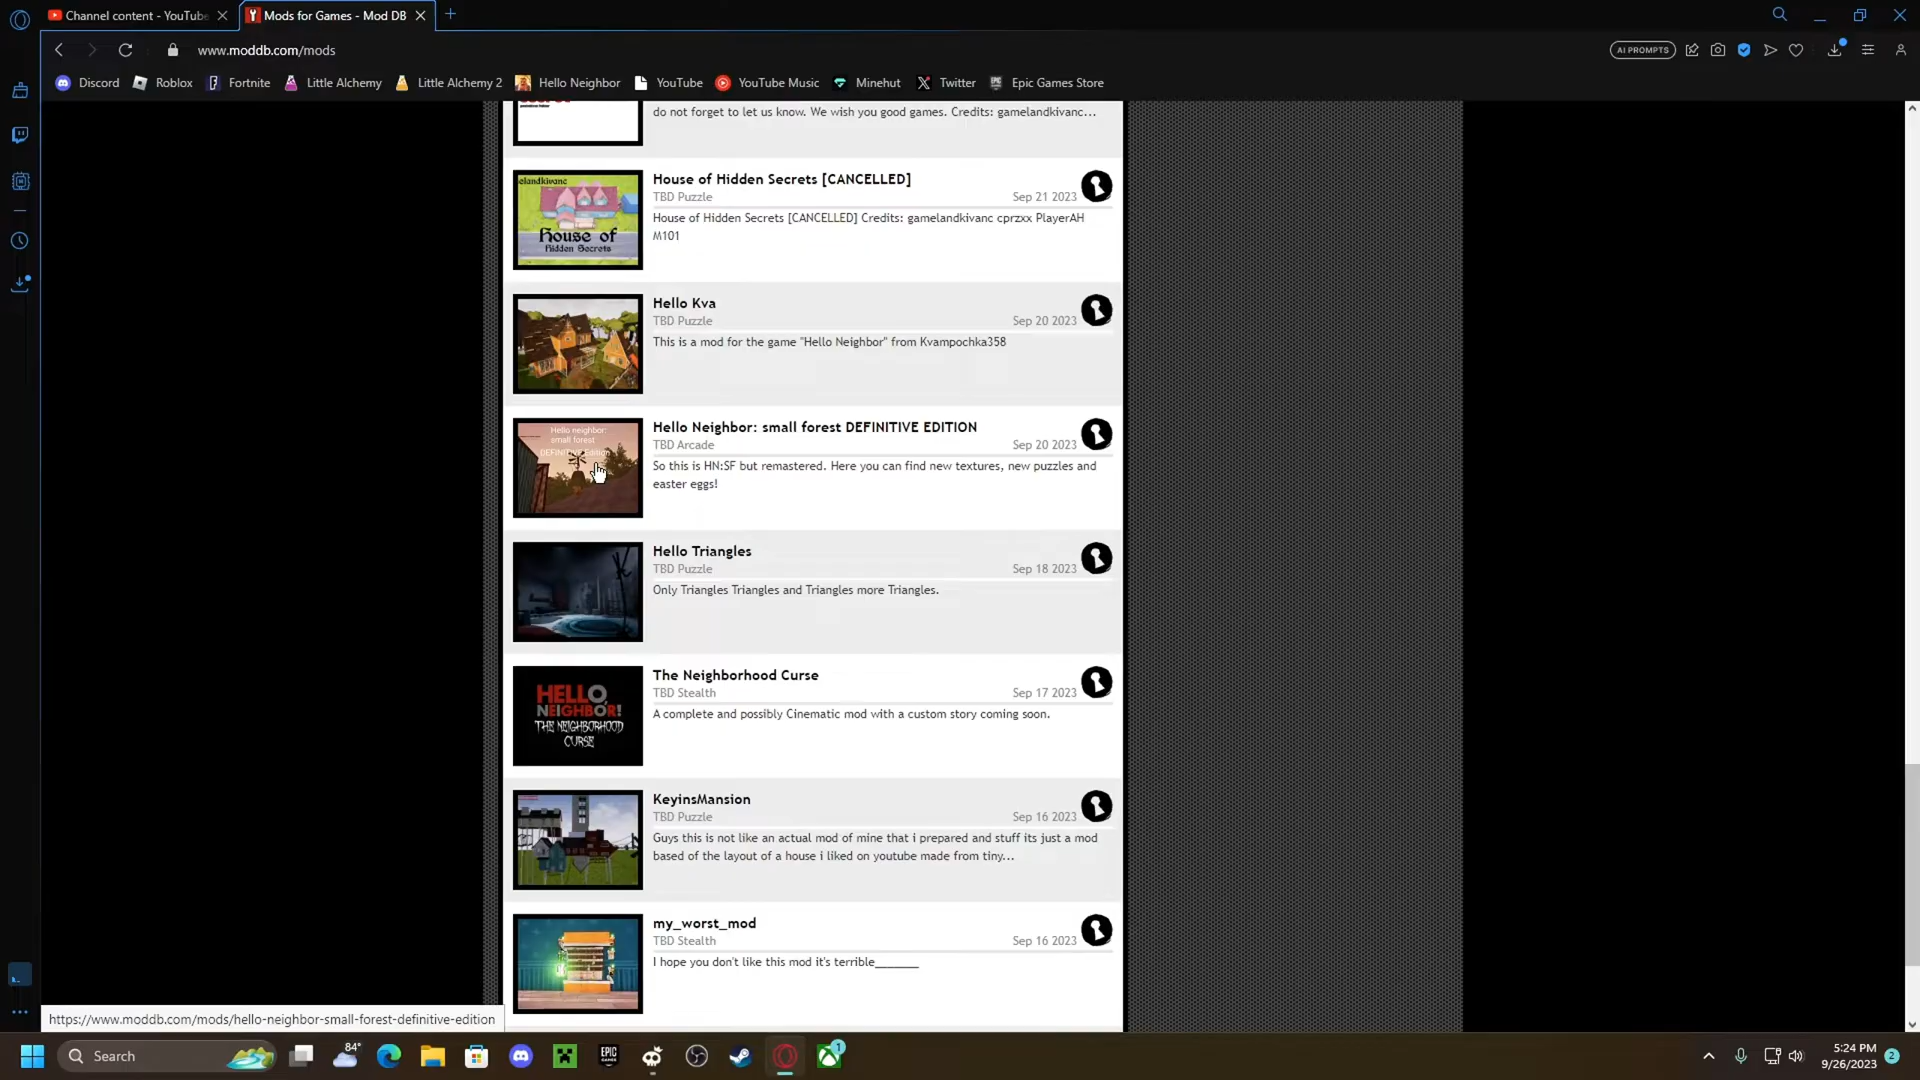 Channel content - YouTube
Mods for Games - Mod DB
www.moddb.com/mods
AI PROMPTS
Discord
Roblox
Fortnite
Little Alchemy
Little Alchemy 2
Hello Neighbor
YouTube
YouTube Music
Minehut
Twitter
Epic Games Store
do not forget to let us know. We wish you good games. Credits: gamelandkivanc...
elandkivanc
House of
Hidden Secrets
House of Hidden Secrets [CANCELLED]
TBD Puzzle
Sep 21 2023
House of Hidden Secrets [CANCELLED] Credits: gamelandkivanc cprzxx PlayerAH
M101
Hello Kva
TBD Puzzle
Sep 20 2023
This is a mod for the game "Hello Neighbor" from Kvampochka358
Hello neighbor:
small forest
DEFINITIVE Edition
Hello Neighbor: small forest DEFINITIVE EDITION
TBD Arcade
Sep 20 2023
So this is HN:SF but remastered. Here you can find new textures, new puzzles and
easter eggs!
Hello Triangles
TBD Puzzle
Sep 18 2023
Only Triangles Triangles and Triangles more Triangles.
HELLO,
NEIGHBOR!
THE NEIGHBORHOOD
CURSE
The Neighborhood Curse
TBD Stealth
Sep 17 2023
A complete and possibly Cinematic mod with a custom story coming soon.
KeyinsMansion
TBD Puzzle
Sep 16 2023
Guys this is not like an actual mod of mine that i prepared and stuff its just a mod
based of the layout of a house i liked on youtube made from tiny...
my_worst_mod
TBD Stealth
Sep 16 2023
I hope you don't like this mod it's terrible_______
https://www.moddb.com/mods/hello-neighbor-small-forest-definitive-edition
Search
84°
EPIC
GAMES
1
5:24 PM
9/26/2023
2